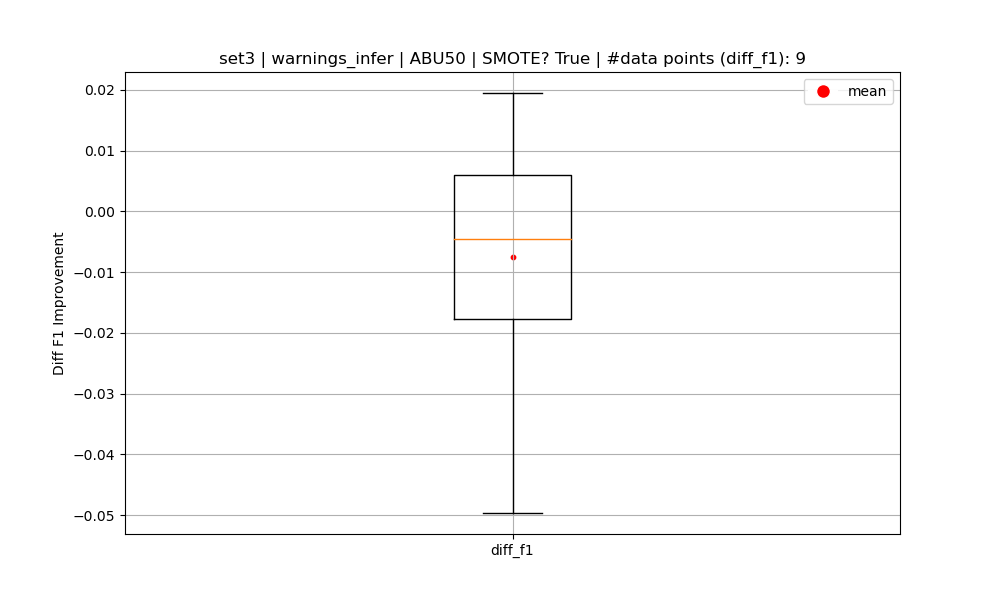 set3 | warnings_infer | ABU50 | SMOTE? True | #data points (diff_f1): 9
mean
0.02
0.01
0.00
−0.01
−0.02
−0.03
−0.04
−0.05
Diff F1 Improvement
diff_f1